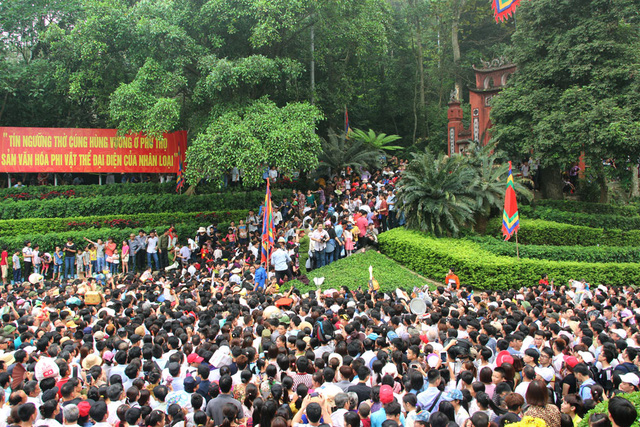 "TÍN NGƯỠNG THỜ CÚNG HÙNG VƯƠNG Ở PHÚ THỌ
SẢN VĂN HÓA PHI VẬT THỂ ĐẠI DIỆN CỦA NHÂN LOẠI"